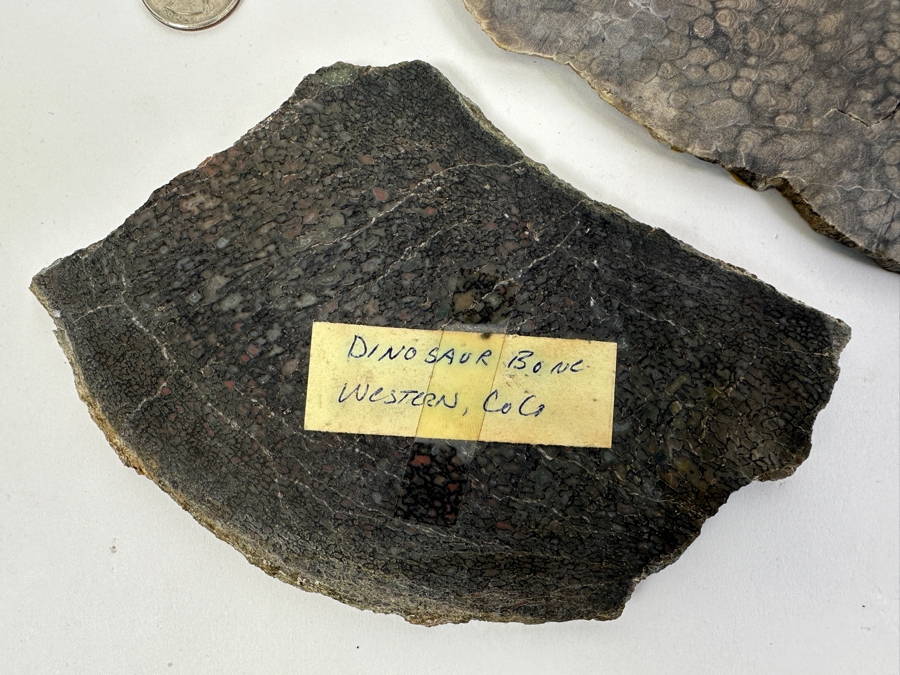 DINOSAUR BONE
WESTERN, COLO